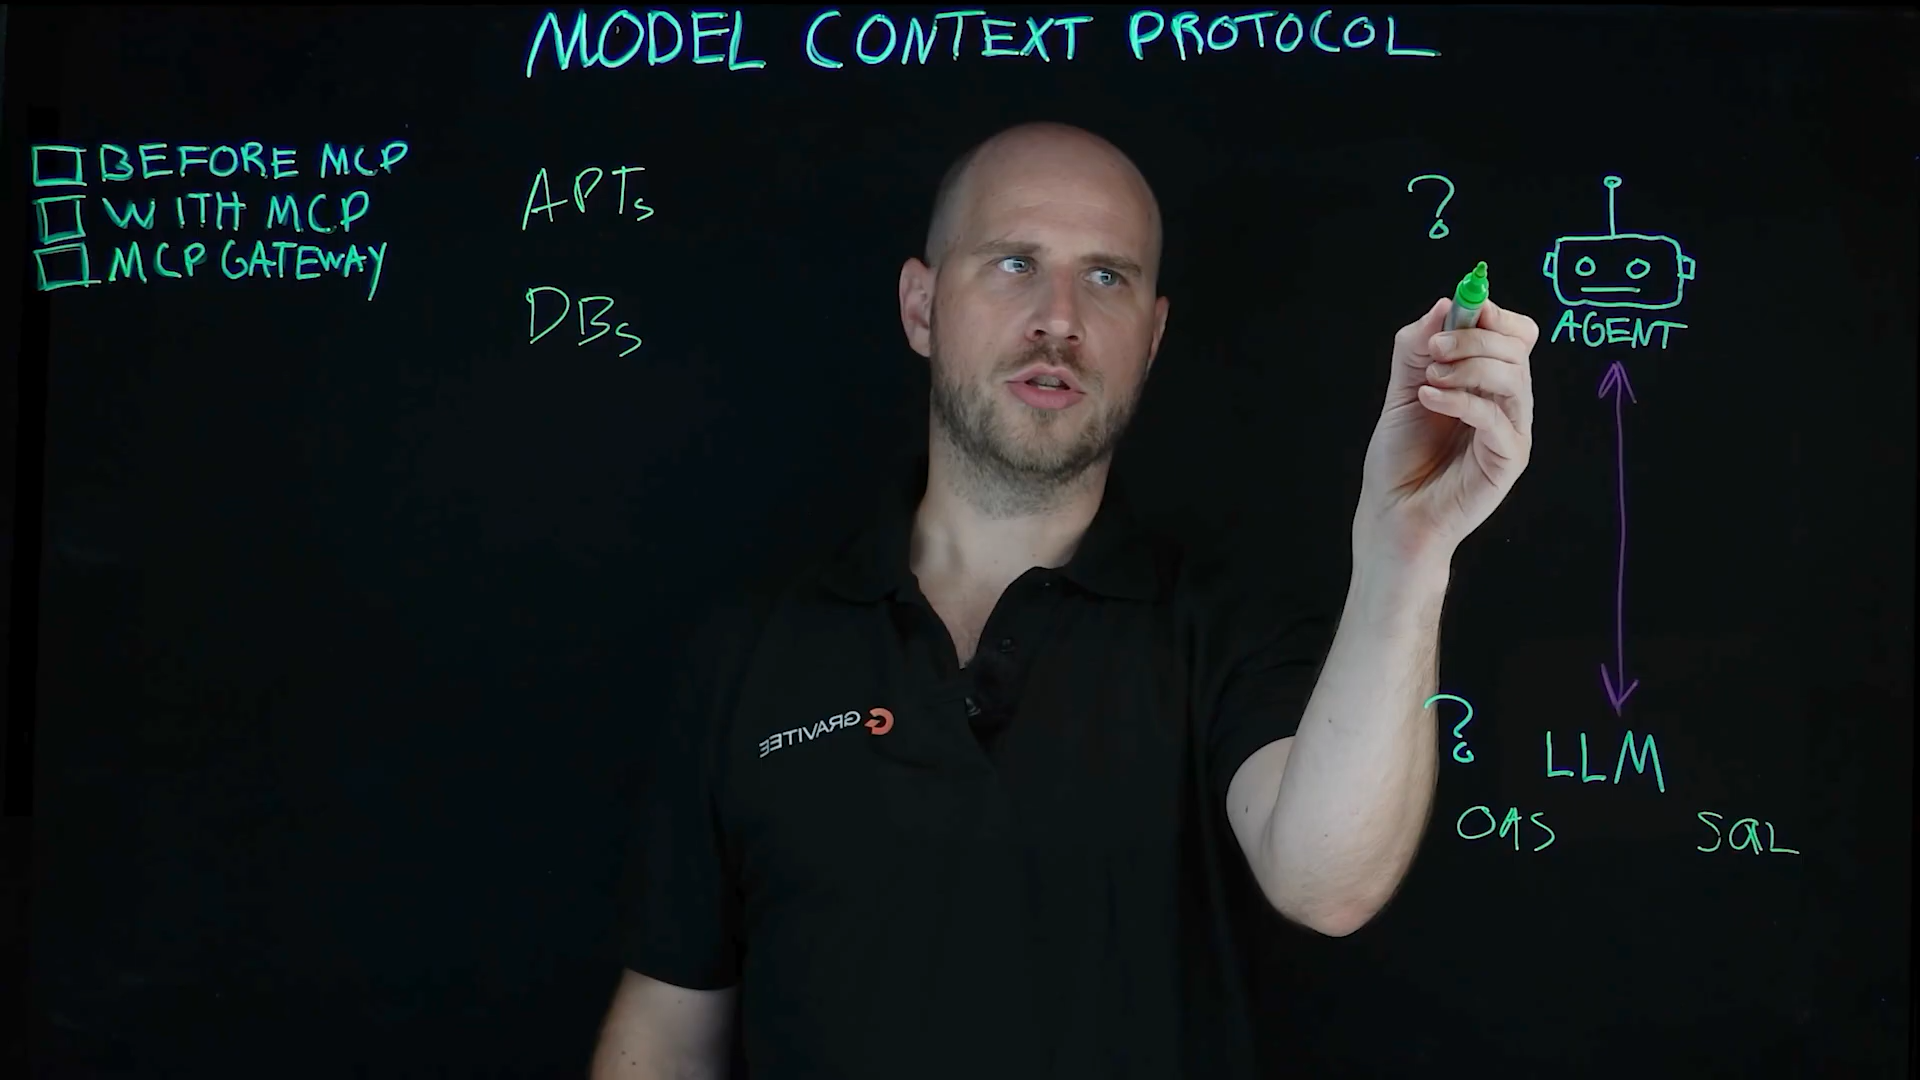 MODEL CONTEXT PROTOCOL
BEFORE MCP
WITH MCP
MCP GATEWAY
APIs
DBs
?
AGENT
GRAVITEE
?
LLM
OAS
SQL